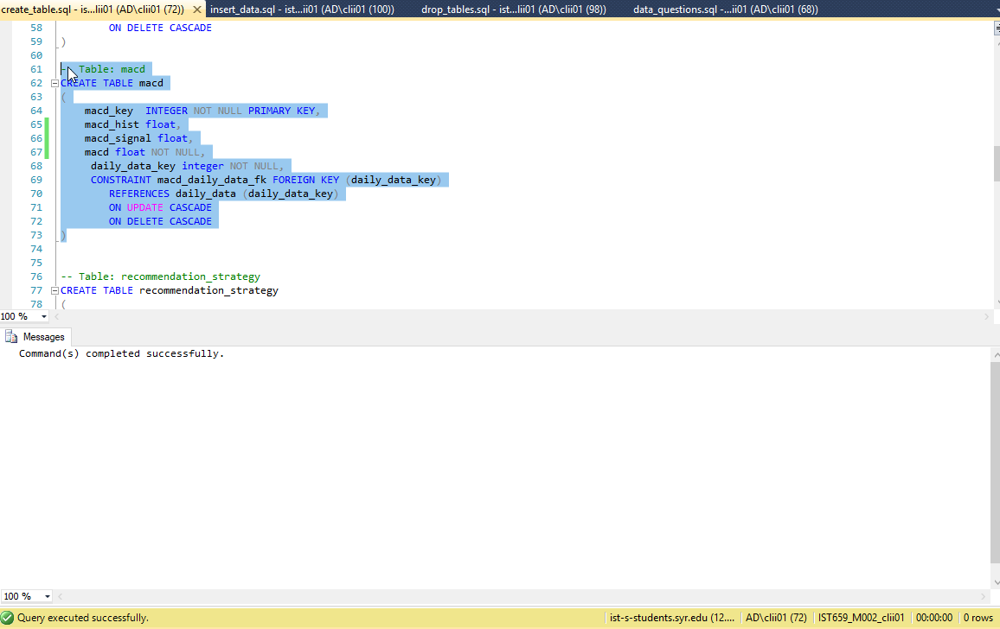 create_table.sql - is...lii01 (AD\clii01 (72)) insert_data.sql - ist...ii01 (AD\clii01 (100)) drop_tables.sql - ist...lii01 (AD\clii01 (98)) data_questions.sql -...ii01 (AD\clii01 (68))
58 ON DELETE CASCADE
59 )
60
61 -- Table: macd
62 CREATE TABLE macd
63 (
64 macd_key INTEGER NOT NULL PRIMARY KEY,
65 macd_hist float,
66 macd_signal float,
67 macd float NOT NULL,
68 daily_data_key integer NOT NULL,
69 CONSTRAINT macd_daily_data_fk FOREIGN KEY (daily_data_key)
70 REFERENCES daily_data (daily_data_key)
71 ON UPDATE CASCADE
72 ON DELETE CASCADE
73 )
74
75
76 -- Table: recommendation_strategy
77 CREATE TABLE recommendation_strategy
78 (
100 %
Messages
Command(s) completed successfully.
100 %
Query executed successfully. ist-s-students.syr.edu (12.... AD\clii01 (72) IST659_M002_clii01 00:00:00 0 rows